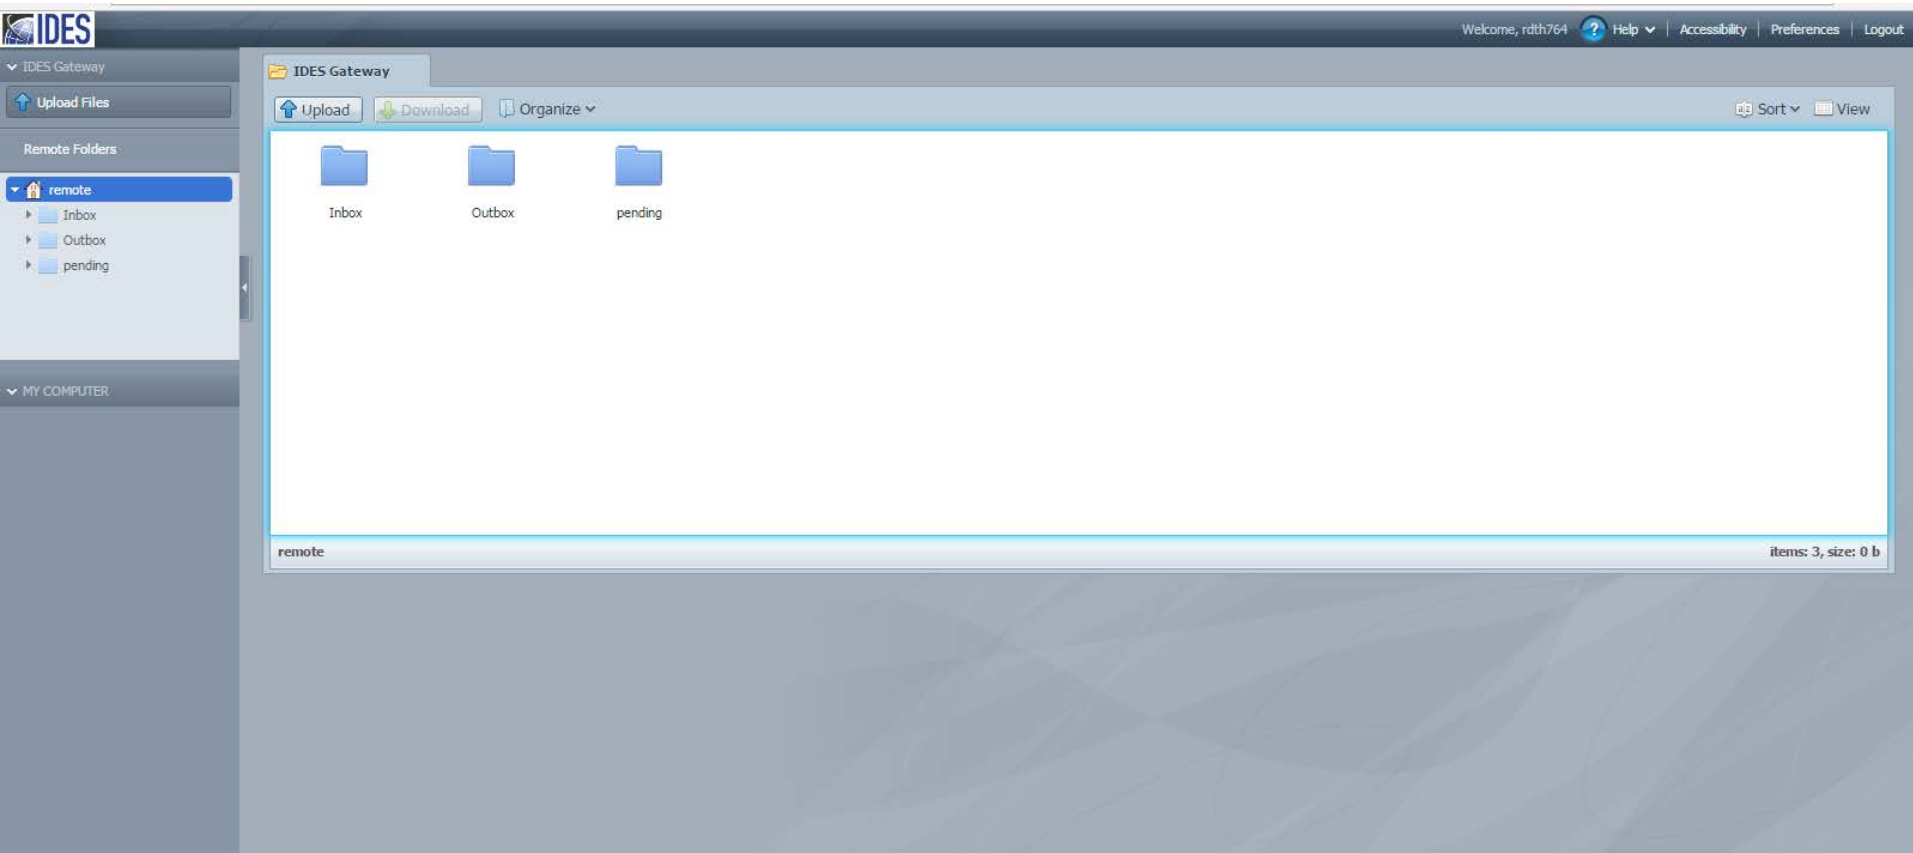 IDES
Welcome, rdth764 ? Help | Accessibility | Preferences | Logout
IDES Gateway
Upload Files
Remote Folders
remote
Inbox
Outbox
pending
MY COMPUTER
IDES Gateway
Upload Download Organize Sort View
Inbox Outbox pending
remote items: 3, size: 0 b